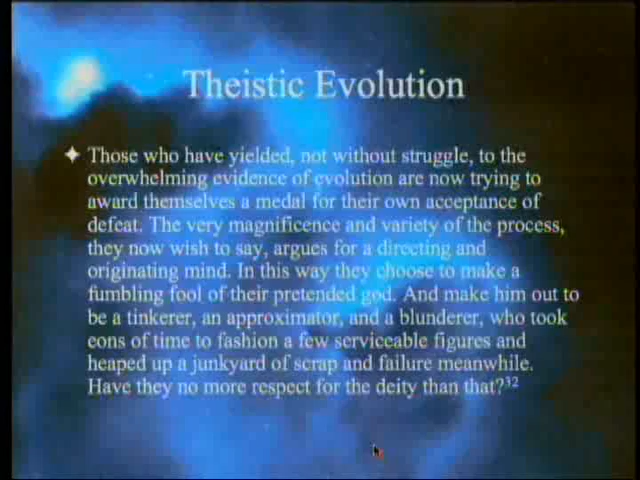 Theistic Evolution
Those who have yielded, not without struggle, to the
overwhelming evidence of evolution are now trying to
award themselves a medal for their own acceptance of
defeat. The very magnificence and variety of the process,
they now wish to say, argues for a directing and
originating mind. In this way they choose to make a
fumbling fool of their pretended god. And make him out to
be a tinkerer, an approximator, and a blunderer, who took
eons of time to fashion a few serviceable figures and
heaped up a junkyard of scrap and failure meanwhile.
Have they no more respect for the deity than that?32